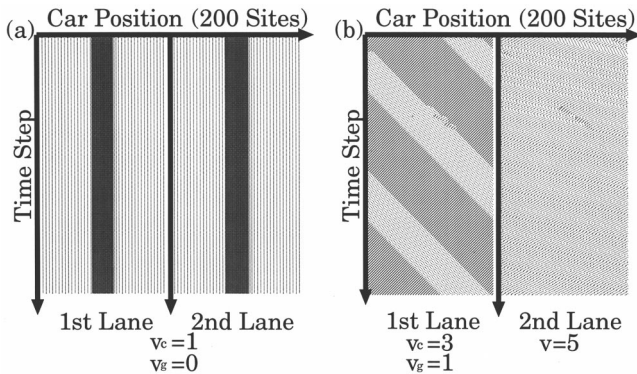 (a) Car Position (200 Sites)
Time Step
1st Lane 2nd Lane
vc=1
vg=0
(b) Car Position (200 Sites)
Time Step
1st Lane 2nd Lane
vc=3 v=5
vg=1